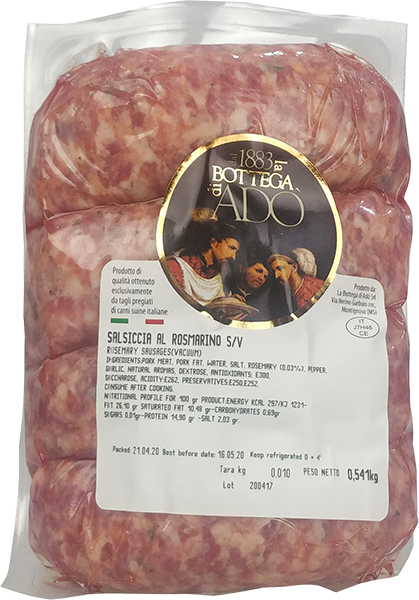 dal 1883 La
BOTTEGA
di ADÓ
Prodotto di
qualità ottenuto
esclusivamente
da tagli pregiati
di carni suine italiane
Prodotto da:
La Bottega di Adò Srl
Via Nerino Garbuio snc,
Montignoso (MS)
IT
J7H46
CE
SALSICCIA AL ROSMARINO S/V
ROSEMARY SAUSAGES(VACUUM)
INGREDIENTS:PORK MEAT, PORK FAT, WATER, SALT, ROSEMARY (0.03%), PEPPER,
GARLIC, NATURAL AROMAS, DEXTROSE, ANTIOXIDANTS: E300,
SACCHAROSE, ACIDITY:E262, PRESERVATIVES:E250,E252.
CONSUME AFTER COOKING.
NUTRITIONAL PROFILE FOR 100 gr PRODUCT:ENERGY KCAL 297/KJ 1231-
FAT 26.10 gr SATURATED FAT 10.48 gr-CARBOHYDRATES 0.69gr
SUGARS 0.01gr-PROTEIN 14.90 gr -SALT 2.03 gr.
Packed: 21.04.20 Best before date: 16.05.20 Keep refrigerated 0 + 4°
Tara kg 0.010 PESO NETTO 0,541kg
Lot 200417